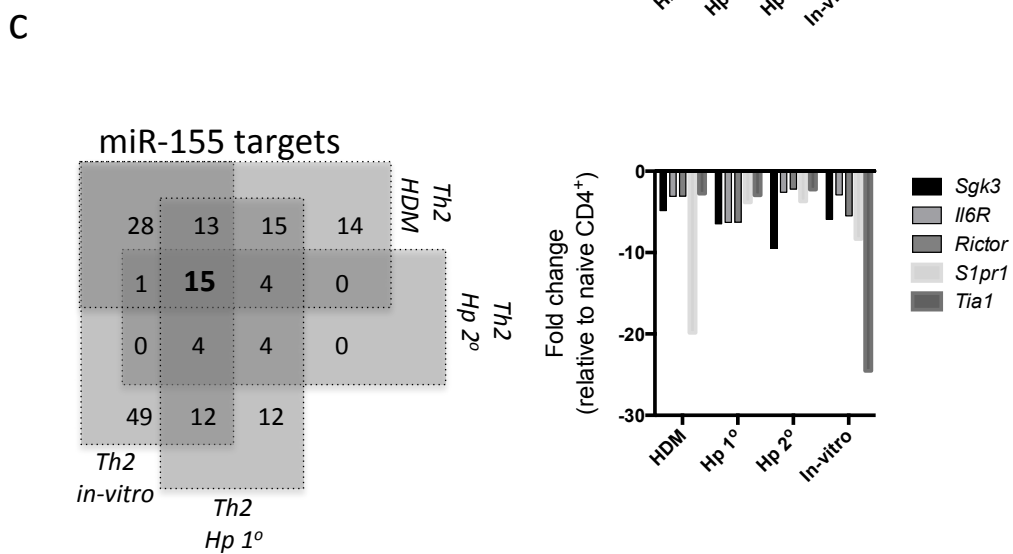 C
miR-155 targets
28 13 15 14
1 15 4 0
0 4 4 0
49 12 12
Th2
HDM
Th2
Hp 2º
Th2
in-vitro
Th2
Hp 1º
Fold change
(relative to naive CD4⁺)
0
-10
-20
-30
HDM
Hp 1º
Hp 2º
In-vitro
Sgk3
Il6R
Rictor
S1pr1
Tia1